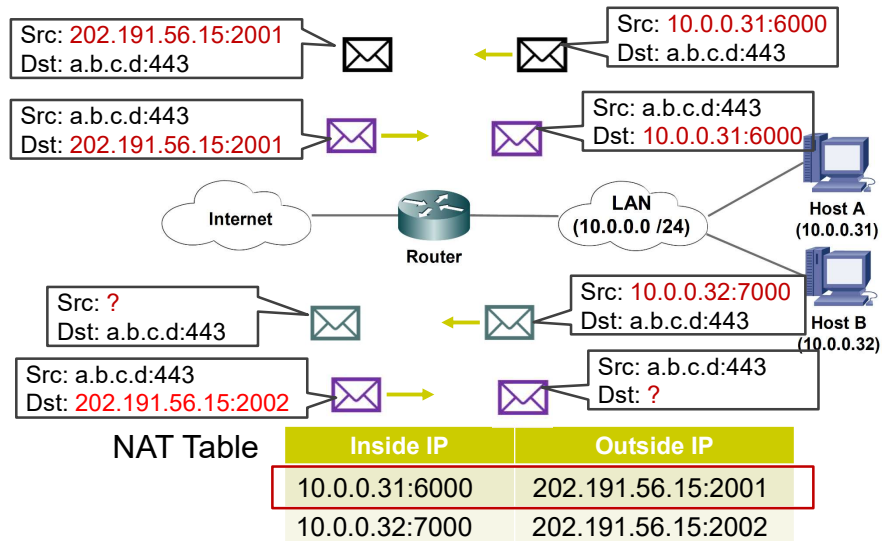 Src: 202.191.56.15:2001
Dst: a.b.c.d:443
Src: 10.0.0.31:6000
Dst: a.b.c.d:443
Src: a.b.c.d:443
Dst: 202.191.56.15:2001
Src: a.b.c.d:443
Dst: 10.0.0.31:6000
Internet
Router
LAN
(10.0.0.0 /24)
Host A
(10.0.0.31)
Src: ?
Dst: a.b.c.d:443
Src: 10.0.0.32:7000
Dst: a.b.c.d:443
Host B
(10.0.0.32)
Src: a.b.c.d:443
Dst: 202.191.56.15:2002
Src: a.b.c.d:443
Dst: ?
NAT Table
Inside IP Outside IP
10.0.0.31:6000 202.191.56.15:2001
10.0.0.32:7000 202.191.56.15:2002